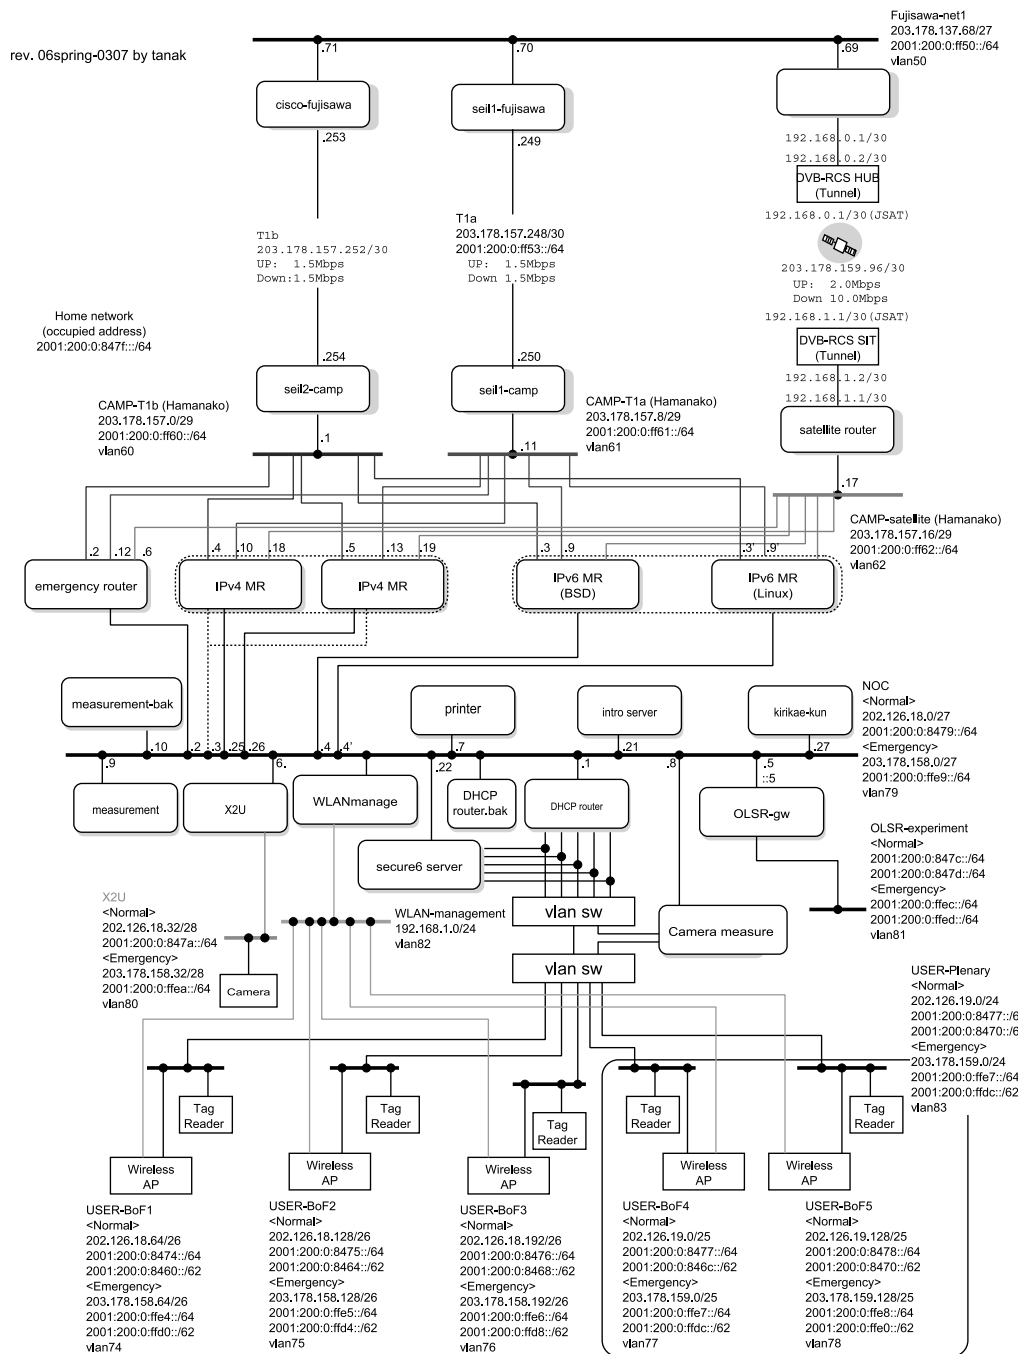 rev. 06spring-0307 by tanak
Fujisawa-net1
203.178.137.68/27
2001:200:0:ff50::/64
vlan50
.71
.70
.69
cisco-fujisawa
seil1-fujisawa
.253
.249
192.168.0.1/30
192.168.0.2/30
DVB-RCS HUB
(Tunnel)
192.168.0.1/30(JSAT)
T1b
203.178.157.252/30
UP: 1.5Mbps
Down:1.5Mbps
T1a
203.178.157.248/30
2001:200:0:ff53::/64
UP: 1.5Mbps
Down 1.5Mbps
203.178.159.96/30
UP: 2.0Mbps
Down 10.0Mbps
192.168.1.1/30(JSAT)
DVB-RCS SIT
(Tunnel)
192.168.1.2/30
192.168.1.1/30
Home network
(occupied address)
2001:200:0:847f:::/64
.254
.250
seil2-camp
seil1-camp
satellite router
CAMP-T1b (Hamanako)
203.178.157.0/29
2001:200:0:ff60::/64
vlan60
.1
.11
CAMP-T1a (Hamanako)
203.178.157.8/29
2001:200:0:ff61::/64
vlan61
.17
CAMP-satellite (Hamanako)
203.178.157.16/29
2001:200:0:ff62::/64
vlan62
.2
.12
.6
.4
.10
.18
.5
.13
.19
.3
.9
.3'
.9'
emergency router
IPv4 MR
IPv4 MR
IPv6 MR
(BSD)
IPv6 MR
(Linux)
measurement-bak
printer
intro server
kirikae-kun
NOC
<Normal>
202.126.18.0/27
2001:200:0:8479::/64
<Emergency>
203.178.158.0/27
2001:200:0:ffe9::/64
vlan79
.10
.2
.3
.25
.26
.4
.4'
.7
.21
.27
.9
6.
.22
.1
.8
.5
::5
measurement
X2U
WLANmanage
DHCP
router.bak
DHCP router
OLSR-gw
secure6 server
OLSR-experiment
<Normal>
2001:200:0:847c::/64
2001:200:0:847d::/64
<Emergency>
2001:200:0:ffec::/64
2001:200:0:ffed::/64
vlan81
X2U
<Normal>
202.126.18.32/28
2001:200:0:847a::/64
<Emergency>
203.178.158.32/28
2001:200:0:ffea::/64
vlan80
WLAN-management
192.168.1.0/24
vlan82
vlan sw
Camera measure
vlan sw
Camera
USER-Plenary
<Normal>
202.126.19.0/24
2001:200:0:8477::/6
2001:200:0:8470::/6
<Emergency>
203.178.159.0/24
2001:200:0:ffe7::/64
2001:200:0:ffdc::/62
vlan83
Tag
Reader
Tag
Reader
Tag
Reader
Tag
Reader
Tag
Reader
Wireless
AP
Wireless
AP
Wireless
AP
Wireless
AP
Wireless
AP
USER-BoF1
<Normal>
202.126.18.64/26
2001:200:0:8474::/64
2001:200:0:8460::/62
<Emergency>
203.178.158.64/26
2001:200:0:ffe4::/64
2001:200:0:ffd0::/62
vlan74
USER-BoF2
<Normal>
202.126.18.128/26
2001:200:0:8475::/64
2001:200:0:8464::/62
<Emergency>
203.178.158.128/26
2001:200:0:ffe5::/64
2001:200:0:ffd4::/62
vlan75
USER-BoF3
<Normal>
202.126.18.192/26
2001:200:0:8476::/64
2001:200:0:8468::/62
<Emergency>
203.178.158.192/26
2001:200:0:ffe6::/64
2001:200:0:ffd8::/62
vlan76
USER-BoF4
<Normal>
202.126.19.0/25
2001:200:0:8477::/64
2001:200:0:846c::/62
<Emergency>
203.178.159.0/25
2001:200:0:ffe7::/64
2001:200:0:ffdc::/62
vlan77
USER-BoF5
<Normal>
202.126.19.128/25
2001:200:0:8478::/64
2001:200:0:8470::/62
<Emergency>
203.178.159.128/25
2001:200:0:ffe8::/64
2001:200:0:ffe0::/62
vlan78